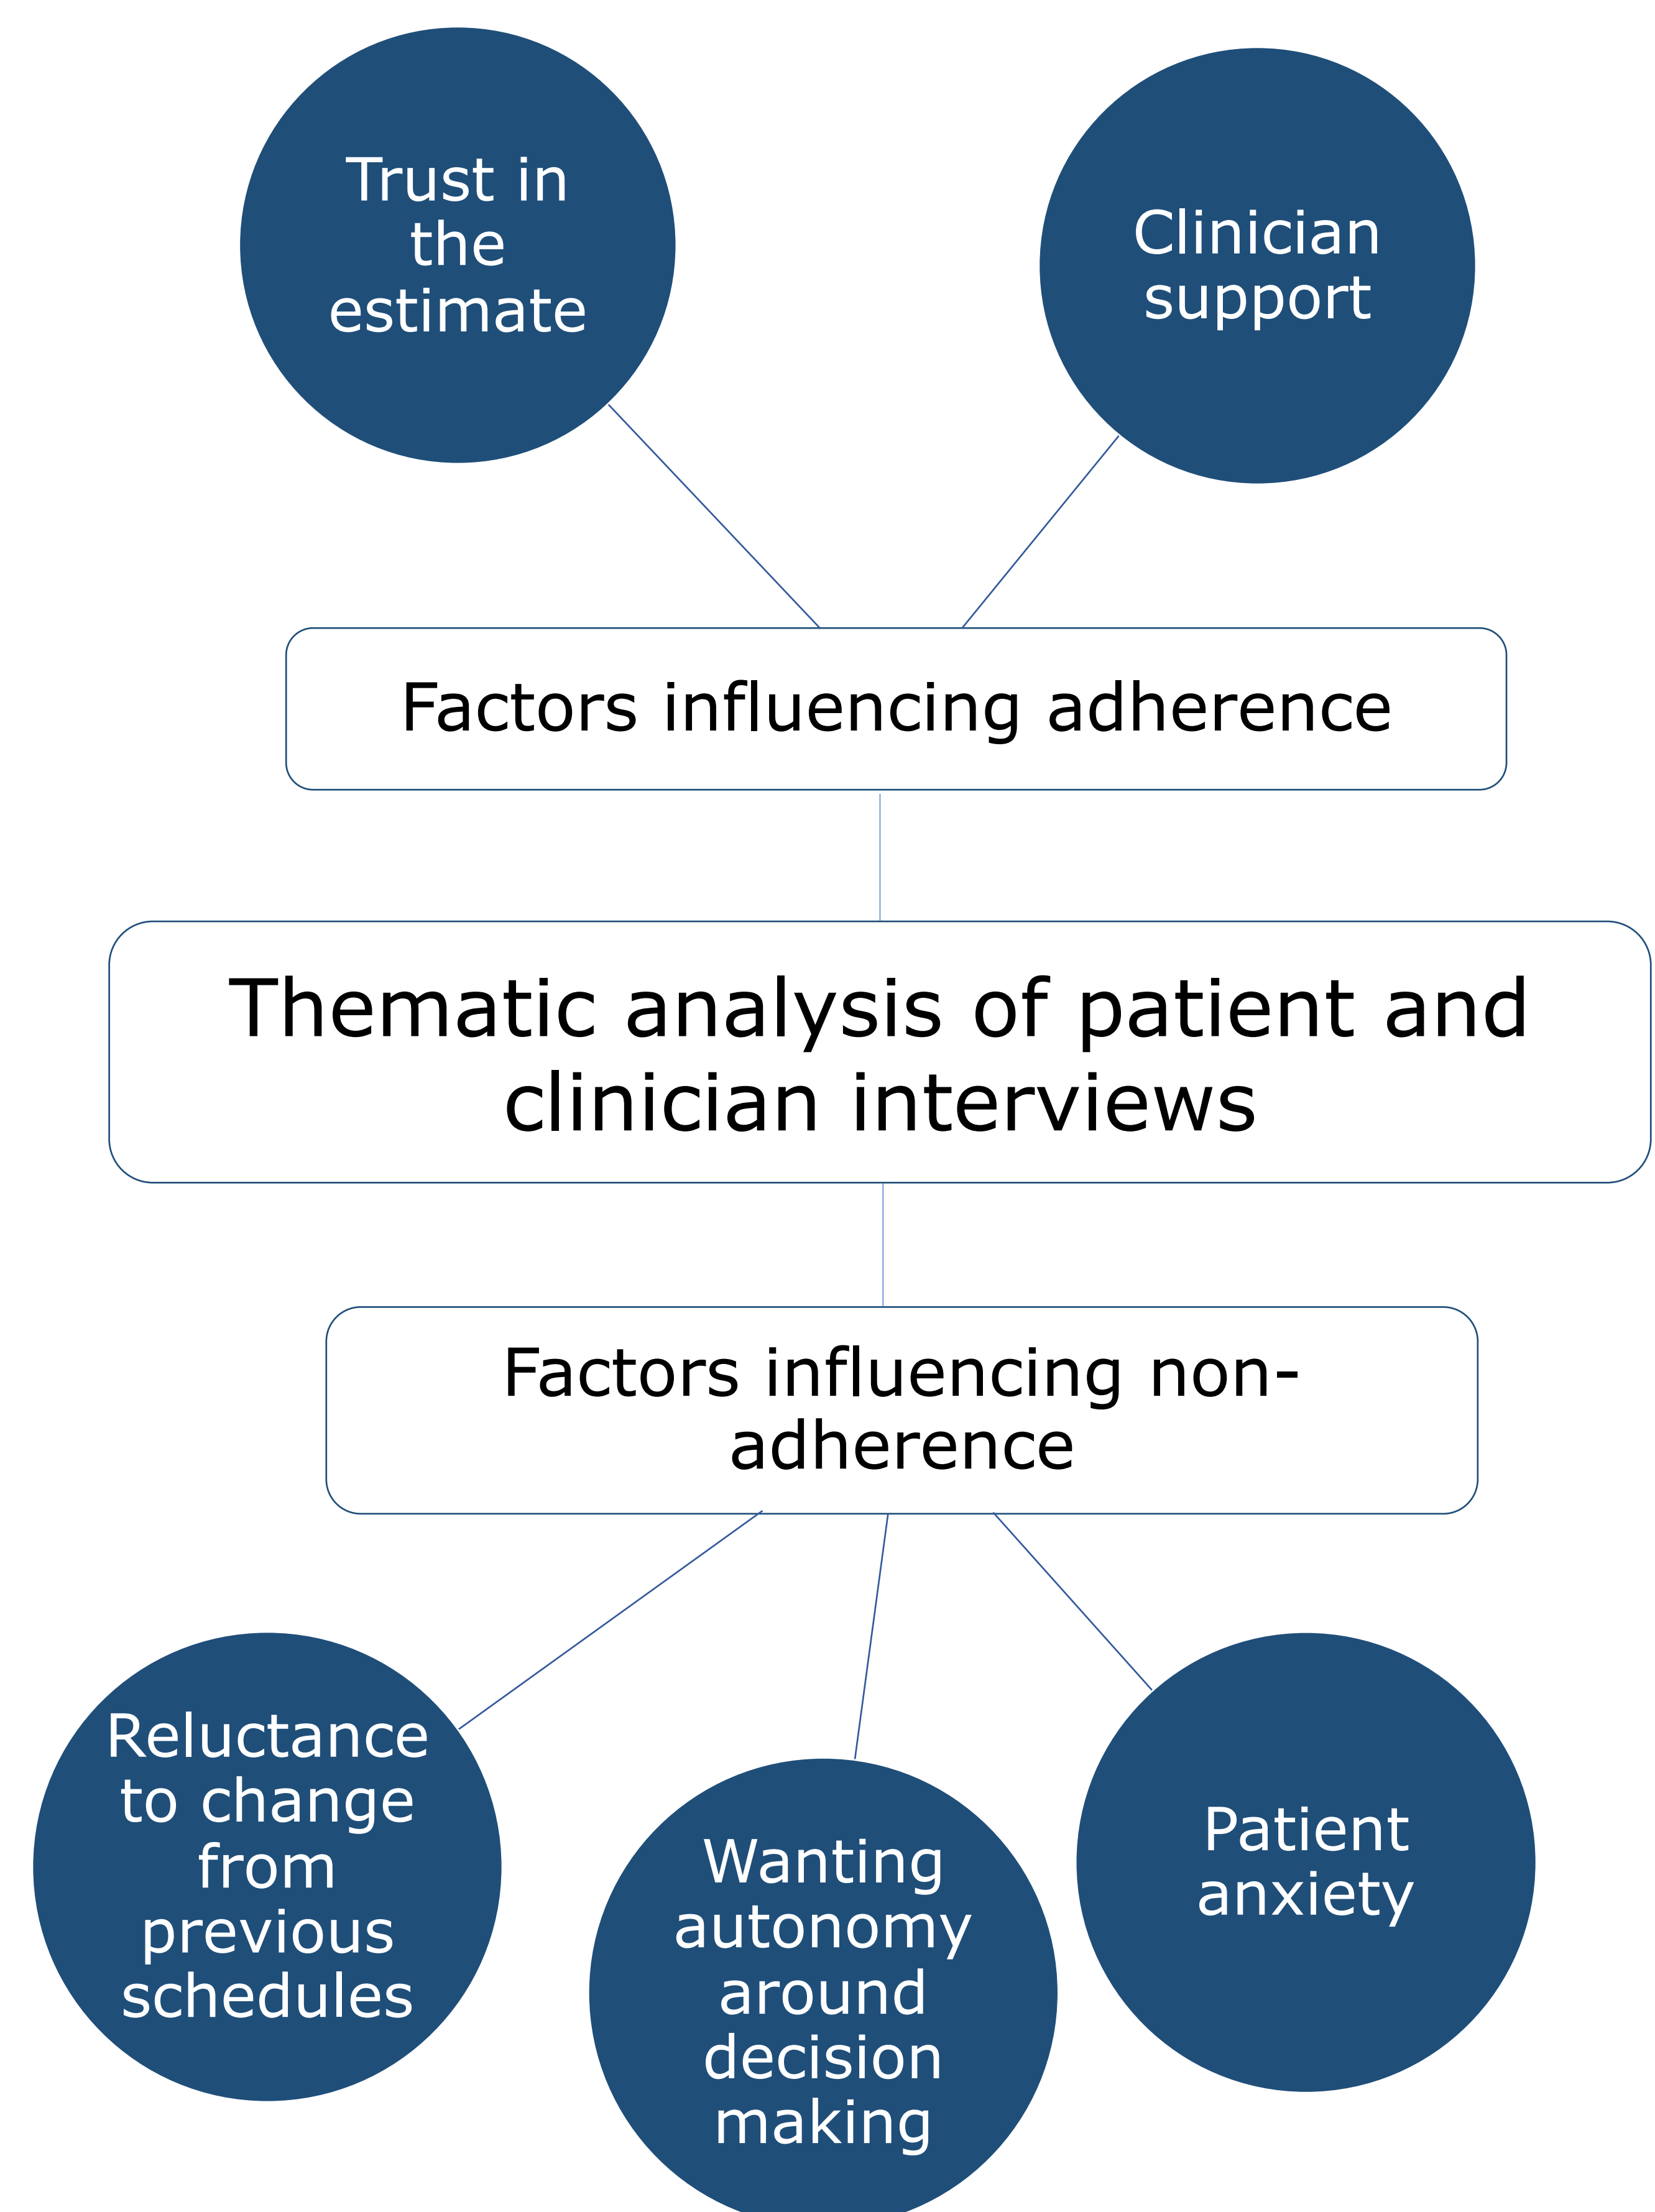 Trust in
the
estimate
Clinician
support
Factors influencing adherence
Thematic analysis of patient and
clinician interviews
Factors influencing non-
adherence
Reluctance
to change
from
previous
schedules
Wanting
autonomy
around
decision
making
Patient
anxiety